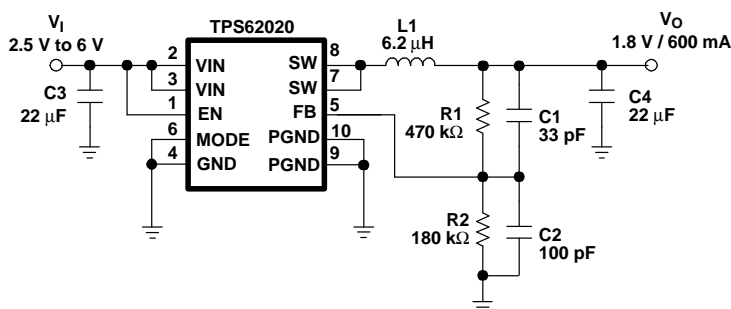 TPS62020
V_I
2.5 V to 6 V
C3
22 μF
2
3
1
6
4
VIN
VIN
EN
MODE
GND
SW
SW
FB
PGND
PGND
8
7
5
10
9
L1
6.2 μH
R1
470 kΩ
C1
33 pF
R2
180 kΩ
C2
100 pF
V_O
1.8 V / 600 mA
C4
22 μF